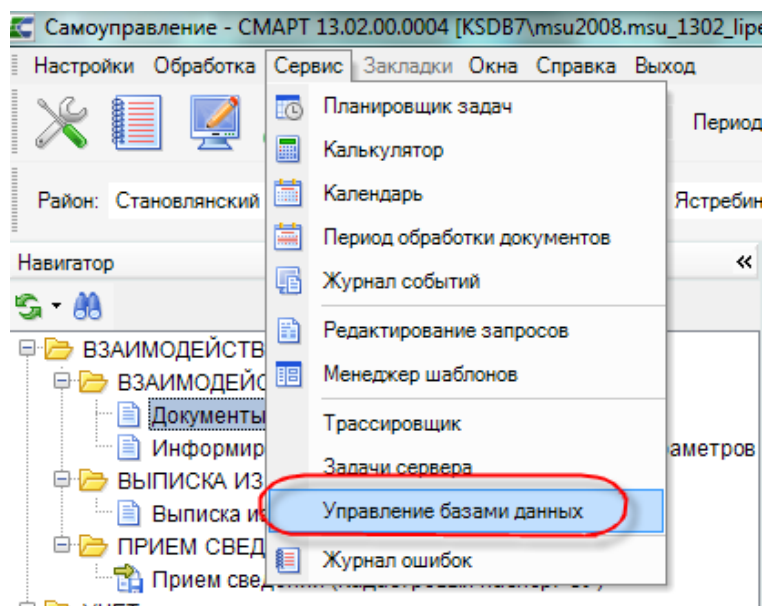 Самоуправление - СМАРТ 13.02.00.0004 [KSDB7\msu2008.msu_1302_lipe
Настройки Обработка Сервис Закладки Окна Справка Выход
Период
Район: Становлянский
Ястребин
Навигатор
Планировщик задач
Калькулятор
Календарь
Период обработки документов
Журнал событий
Редактирование запросов
Менеджер шаблонов
Трассировщик
Задачи сервера
Управление базами данных
Журнал ошибок
ВЗАИМОДЕЙСТВ
ВЗАИМОДЕЙС
Документы
Информир
аметров
ВЫПИСКА ИЗ
Выписка из
ПРИЕМ СВЕД
Прием свед